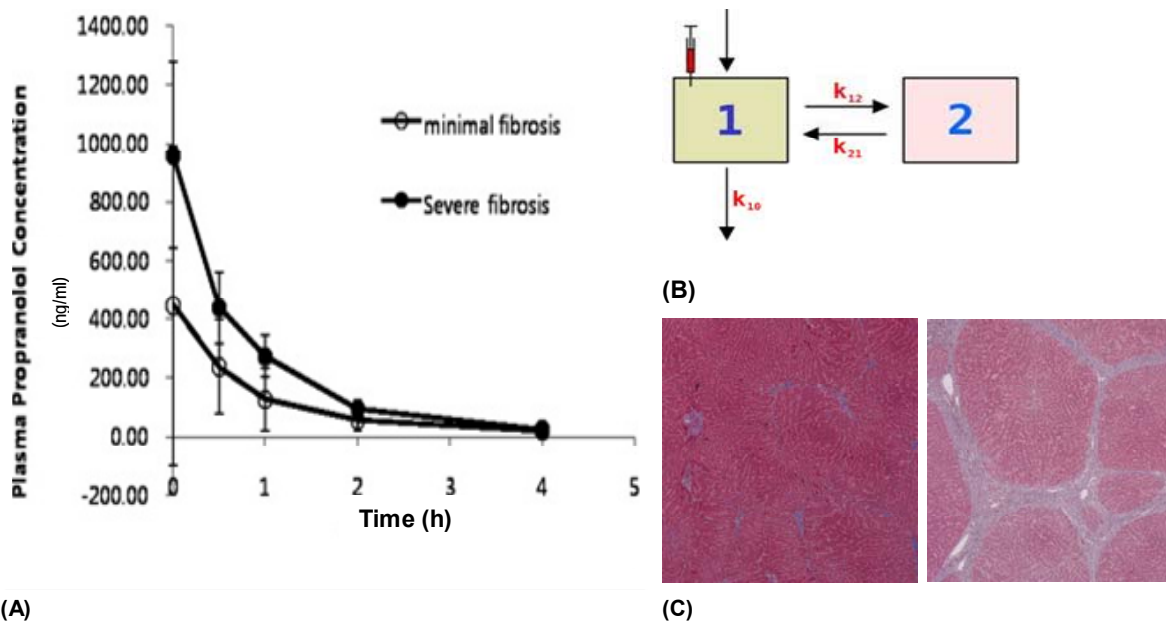 1400.00
1200.00
1000.00
800.00
600.00
400.00
200.00
0.00
-200.00
Plasma Propranolol Concentration
(ng/ml)
minimal fibrosis
Severe fibrosis
0 1 2 3 4 5
Time (h)
(A)
1
2
k12
k21
k10
(B)
(C)